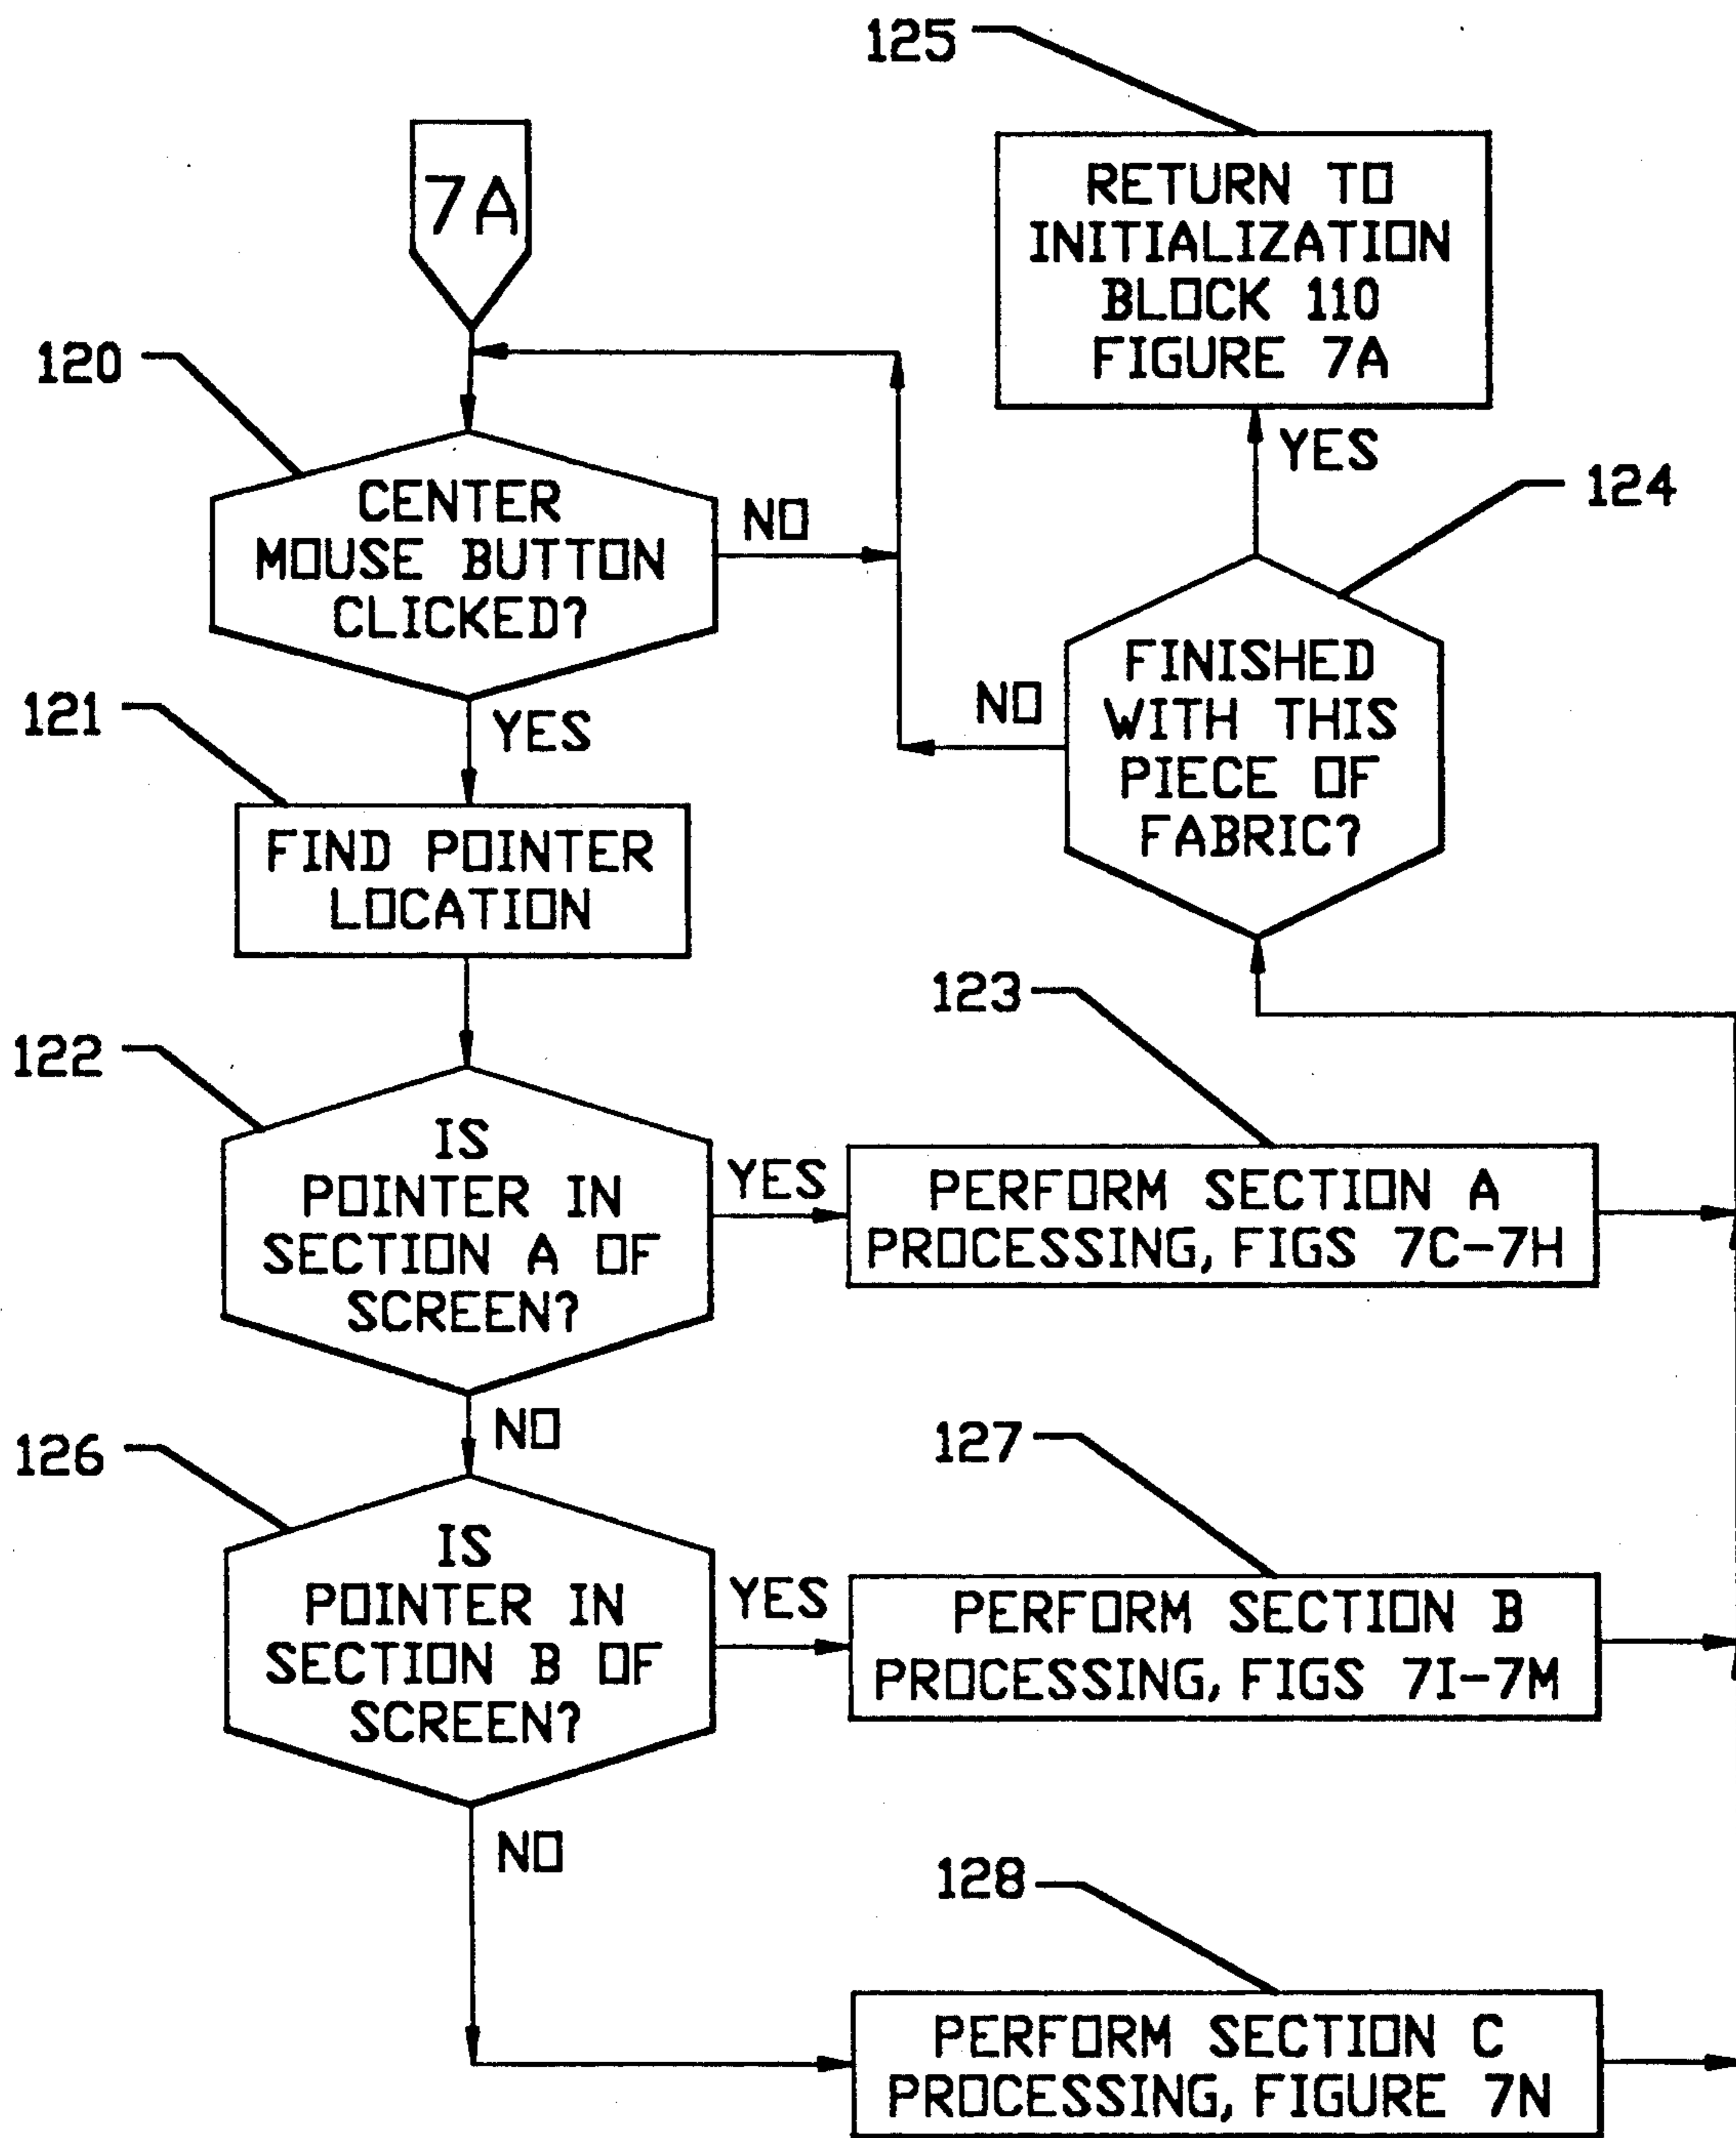 125
7A
RETURN TO
INITIALIZATION
BLOCK 110
FIGURE 7A
120
YES
CENTER
MOUSE BUTTON
CLICKED?
NO
124
FINISHED
WITH THIS
PIECE OF
FABRIC?
NO
121
YES
FIND POINTER
LOCATION
123
122
IS
POINTER IN
SECTION A OF
SCREEN?
YES
PERFORM SECTION A
PROCESSING, FIGS 7C-7H
NO
126
127
IS
POINTER IN
SECTION B OF
SCREEN?
YES
PERFORM SECTION B
PROCESSING, FIGS 7I-7M
NO
128
PERFORM SECTION C
PROCESSING, FIGURE 7N